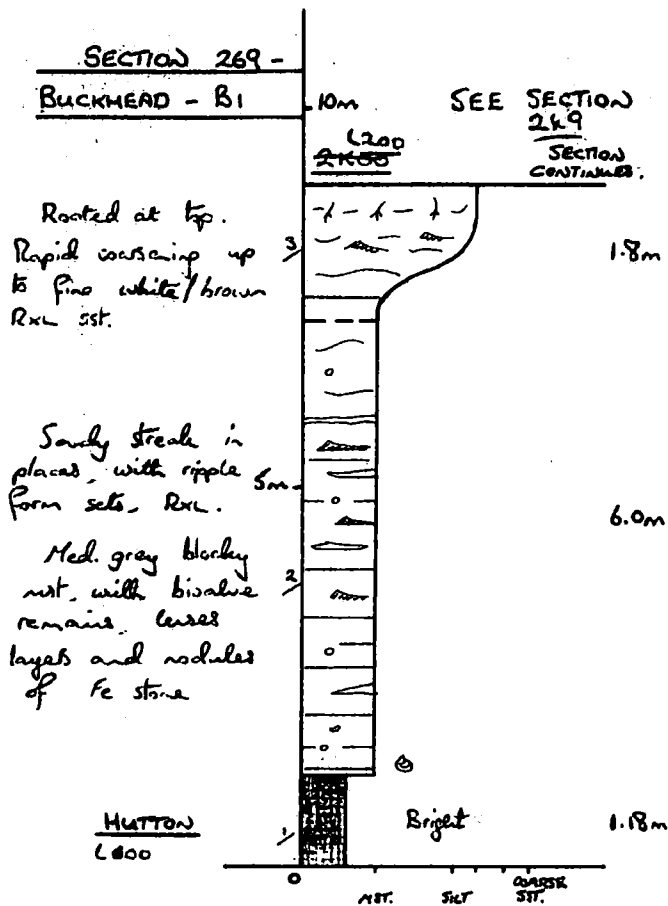 SECTION 269 -
BUCKHEAD - B1
10m
SEE SECTION
2K9
SECTION
CONTINUES.
L200
2K00
Rooted at top.
Rapid coarsening up
to fine white/brown
RxL sst.
3
1.8m
Sandy streak in
places, with ripple
form sets, RxL.
5m
6.0m
Med. grey blocky
mst, with bivalve
remains, lenses
layers and nodules
of Fe stone
2
HUTTON
L600
1
Bright
1.18m
0
MST.
SILT
COARSE
SST.